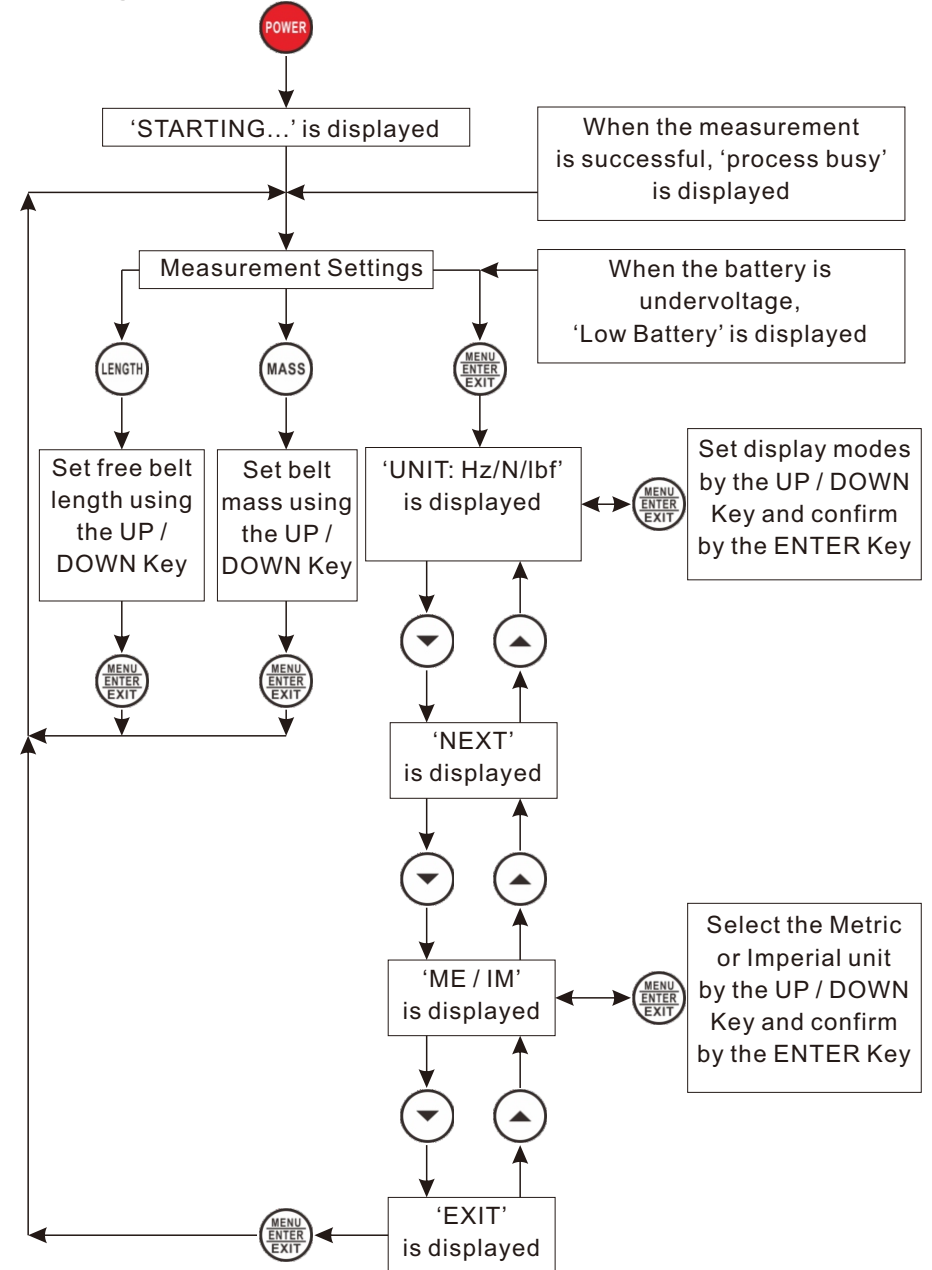 POWER
‘STARTING...’ is displayed
When the measurement
is successful, ‘process busy’
is displayed
Measurement Settings
When the battery is
undervoltage,
‘Low Battery’ is displayed
LENGTH
MASS
MENU
ENTER
EXIT
Set free belt
length using
the UP /
DOWN Key
Set belt
mass using
the UP /
DOWN Key
‘UNIT: Hz/N/lbf’
is displayed
MENU
ENTER
EXIT
Set display modes
by the UP / DOWN
Key and confirm
by the ENTER Key
MENU
ENTER
EXIT
MENU
ENTER
EXIT
‘NEXT’
is displayed
‘ME / IM’
is displayed
MENU
ENTER
EXIT
Select the Metric
or Imperial unit
by the UP / DOWN
Key and confirm
by the ENTER Key
MENU
ENTER
EXIT
‘EXIT’
is displayed